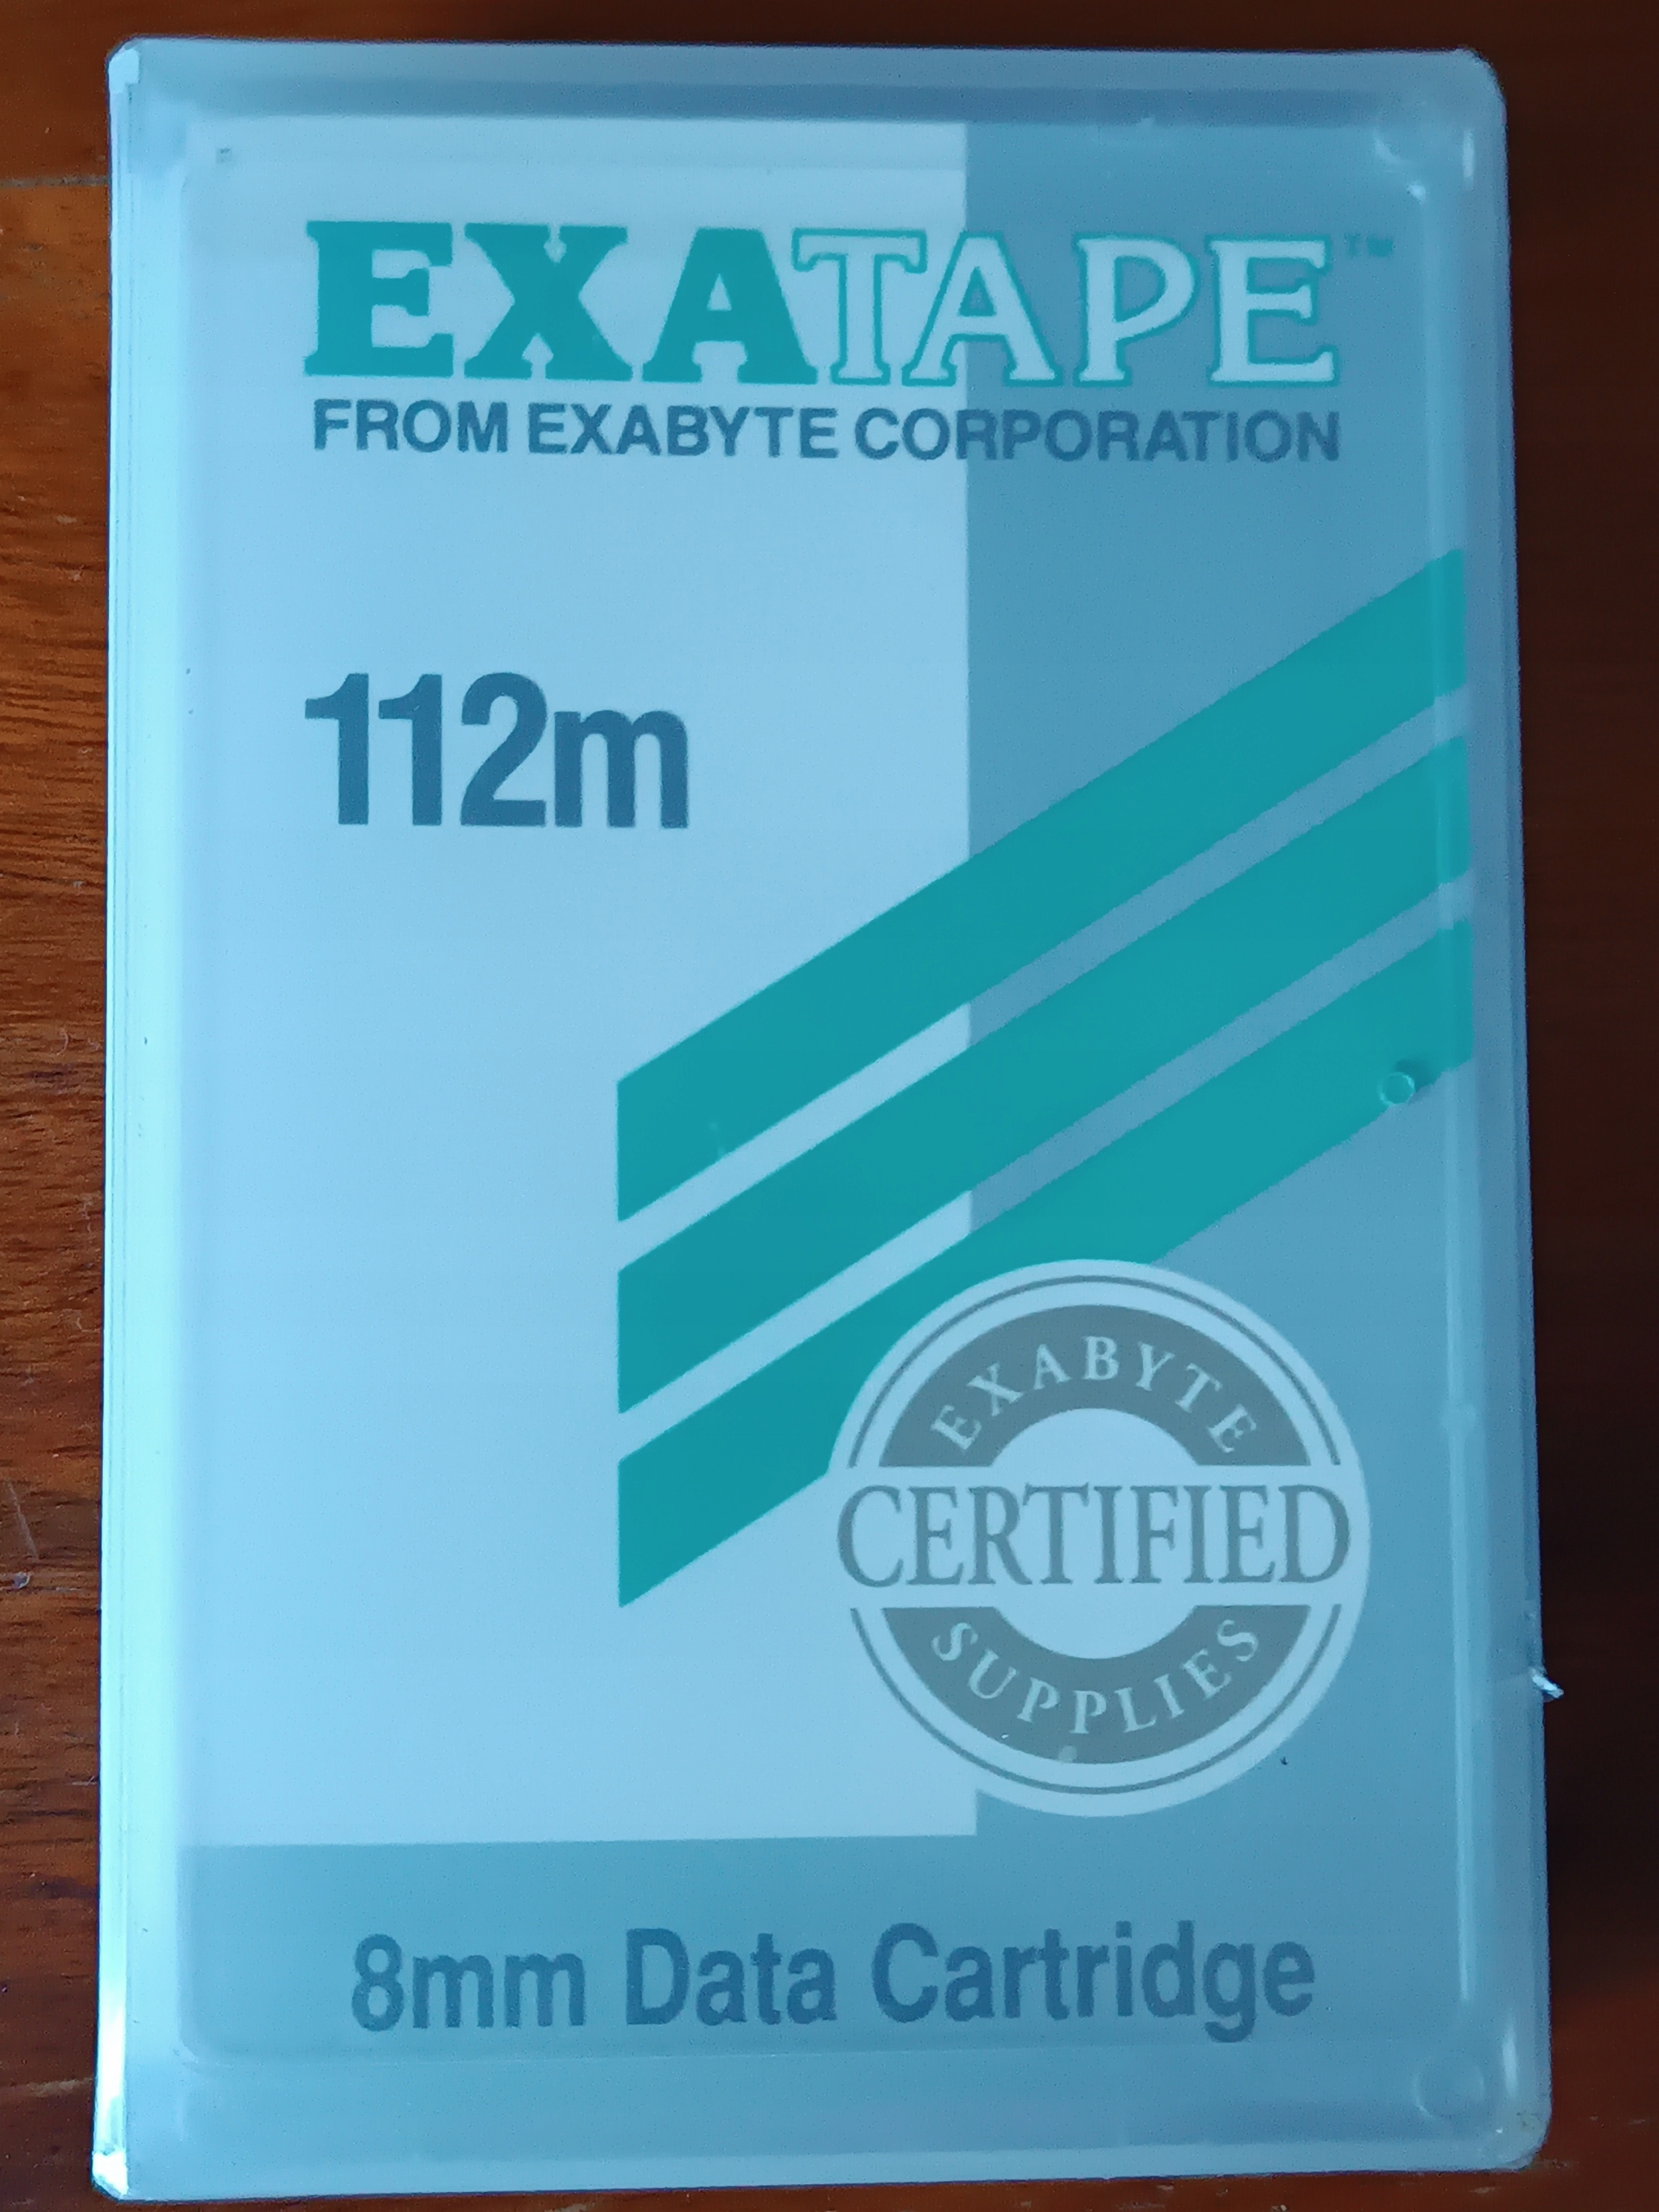 EXATAPE™
FROM EXABYTE CORPORATION
112m
EXABYTE
CERTIFIED
SUPPLIES
8mm Data Cartridge